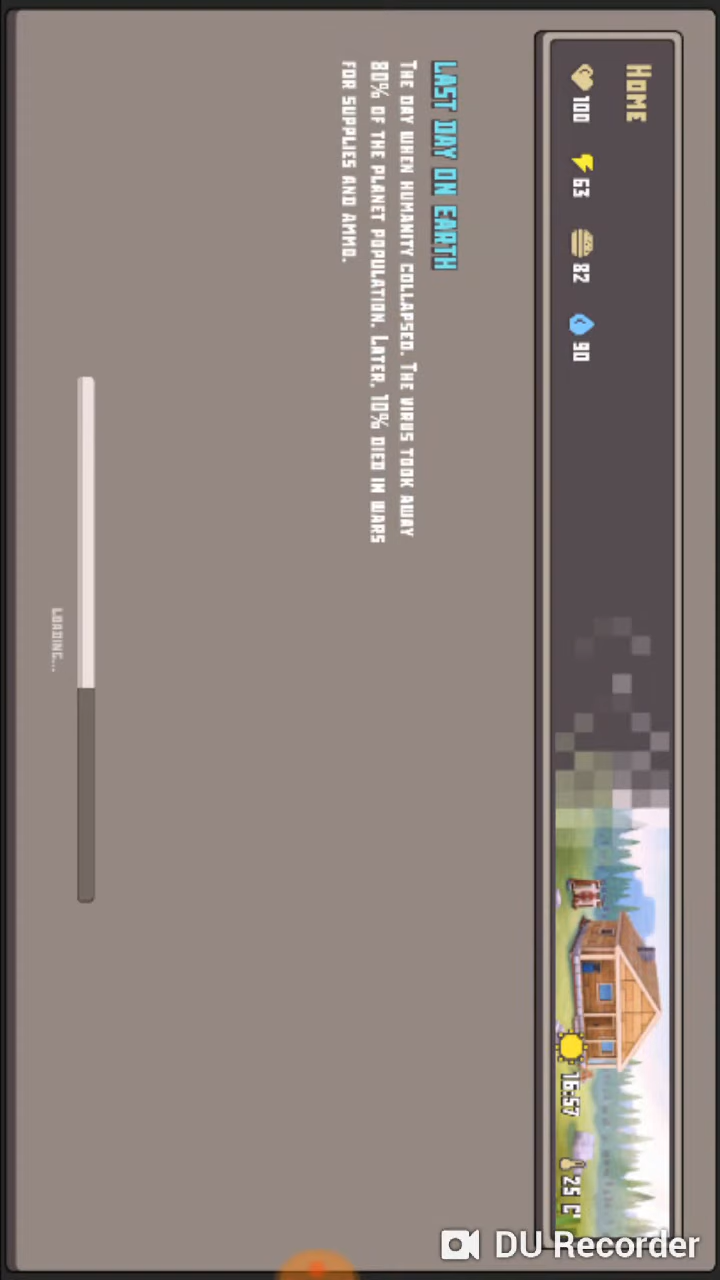 Home
100 63 82 90
16:57 25 C°
LAST DAY ON EARTH
THE DAY WHEN HUMANITY COLLAPSED. THE VIRUS TOOK AWAY
80% OF THE PLANET POPULATION. LATER, 10% DIED IN WARS
FOR SUPPLIES AND AMMO.
LOADING...
DU Recorder